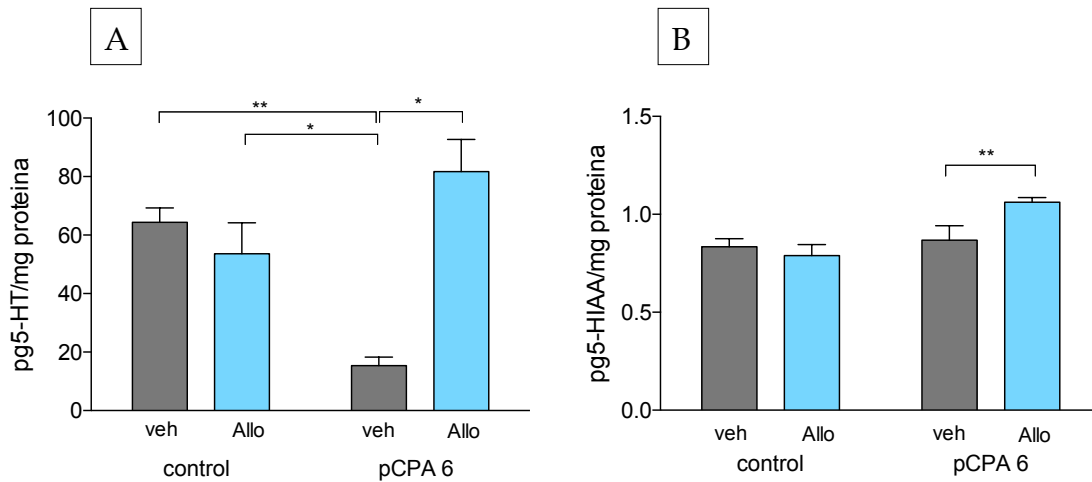 A
B
**
*
*
100
80
60
40
20
0
pg5-HT/mg proteina
veh
Allo
veh
Allo
control
pCPA 6
1.5
1.0
0.5
0.0
pg5-HIAA/mg proteina
**
veh
Allo
veh
Allo
control
pCPA 6